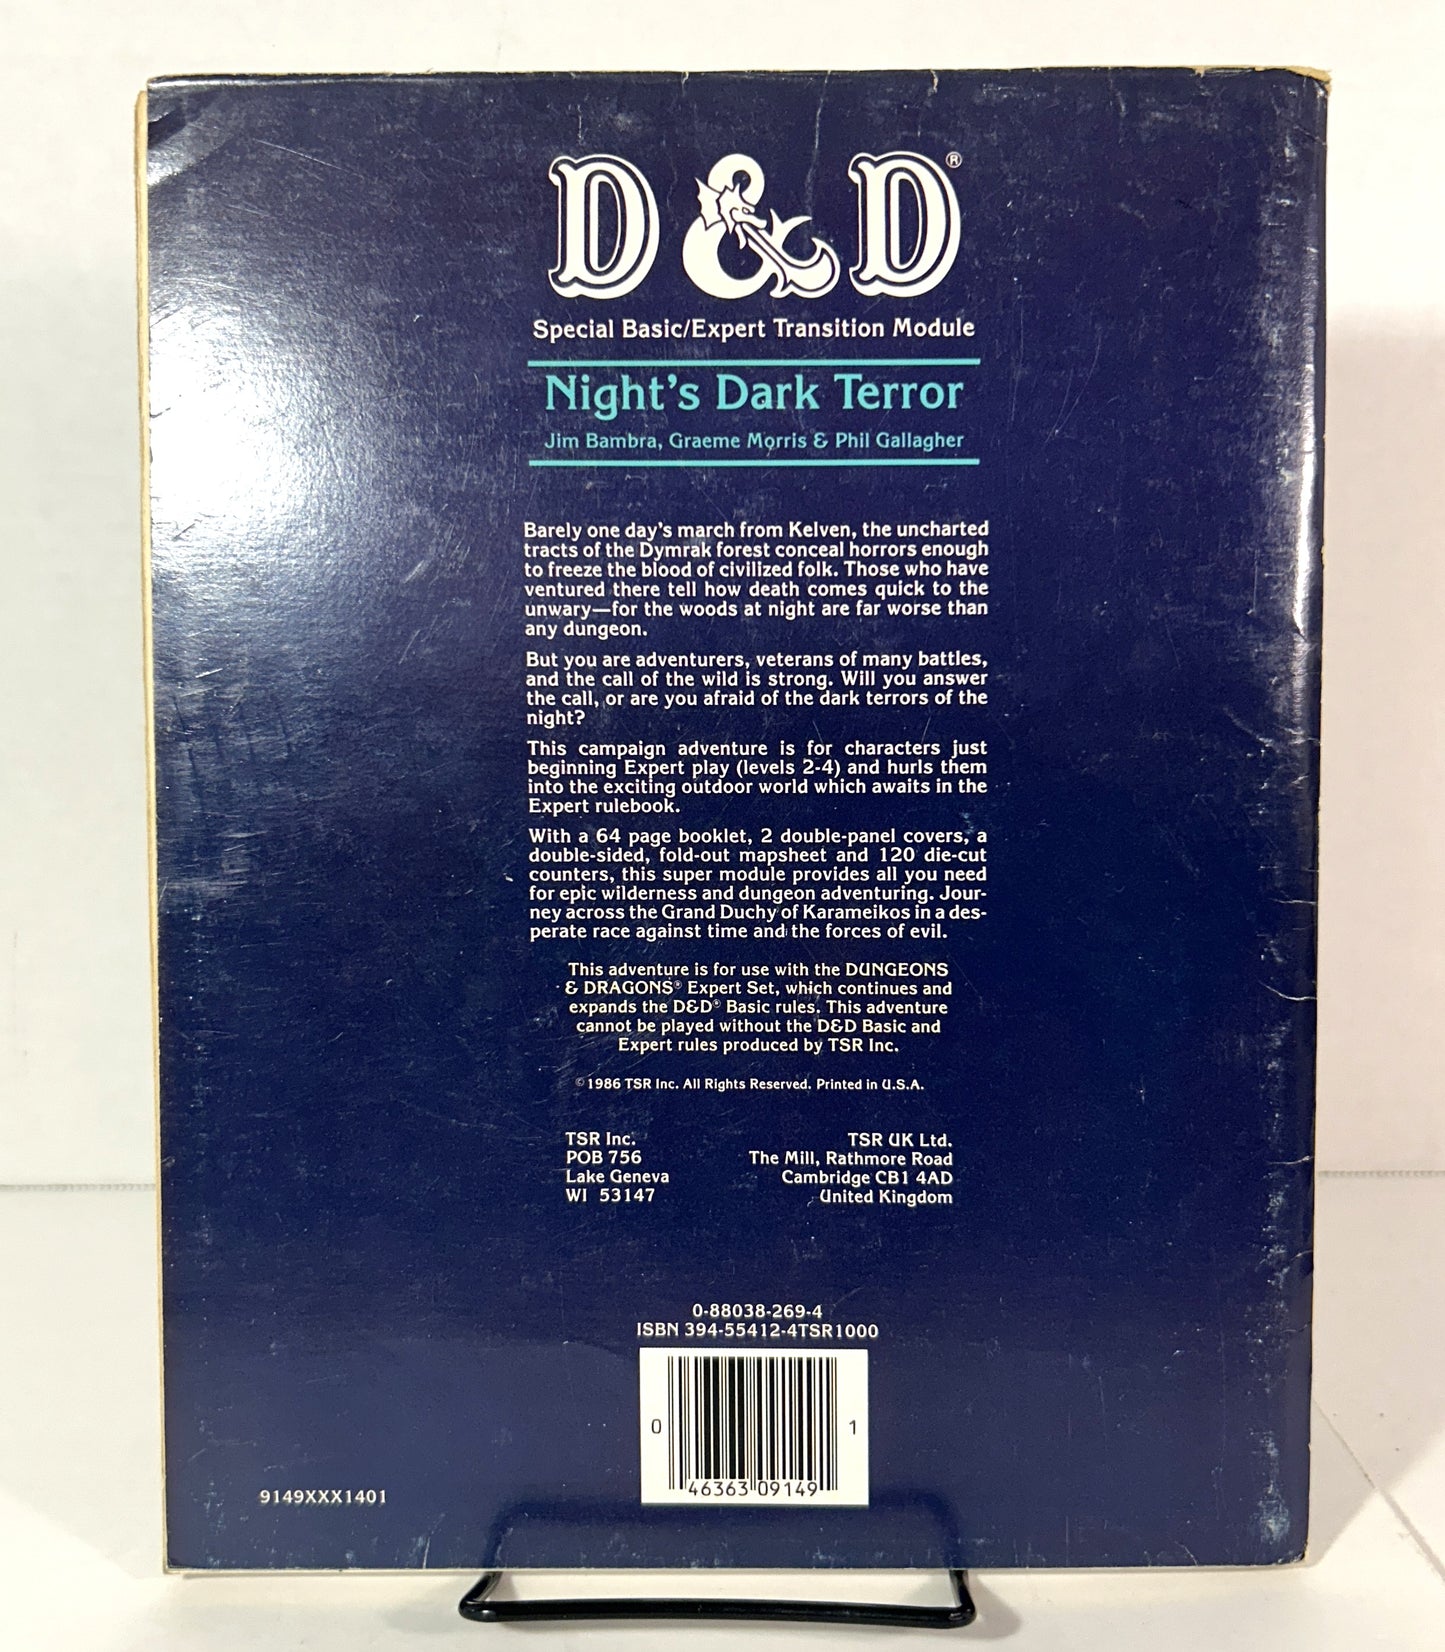 D&D®
Special Basic/Expert Transition Module
Night's Dark Terror
Jim Bambra, Graeme Morris & Phil Gallagher
Barely one day's march from Kelven, the uncharted
tracts of the Dymrak forest conceal horrors enough
to freeze the blood of civilized folk. Those who have
ventured there tell how death comes quick to the
unwary—for the woods at night are far worse than
any dungeon.
But you are adventurers, veterans of many battles,
and the call of the wild is strong. Will you answer
the call, or are you afraid of the dark terrors of the
night?
This campaign adventure is for characters just
beginning Expert play (levels 2-4) and hurls them
into the exciting outdoor world which awaits in the
Expert rulebook.
With a 64 page booklet, 2 double-panel covers, a
double-sided, fold-out mapsheet and 120 die-cut
counters, this super module provides all you need
for epic wilderness and dungeon adventuring. Jour-
ney across the Grand Duchy of Karameikos in a des-
perate race against time and the forces of evil.
This adventure is for use with the DUNGEONS
& DRAGONS® Expert Set, which continues and
expands the D&D® Basic rules. This adventure
cannot be played without the D&D Basic and
Expert rules produced by TSR Inc.
©1986 TSR Inc. All Rights Reserved. Printed in U.S.A.
TSR Inc.
POB 756
Lake Geneva
WI 53147
TSR UK Ltd.
The Mill, Rathmore Road
Cambridge CB1 4AD
United Kingdom
0-88038-269-4
ISBN 394-55412-4TSR1000
0 46363 09149 1
9149XXX1401